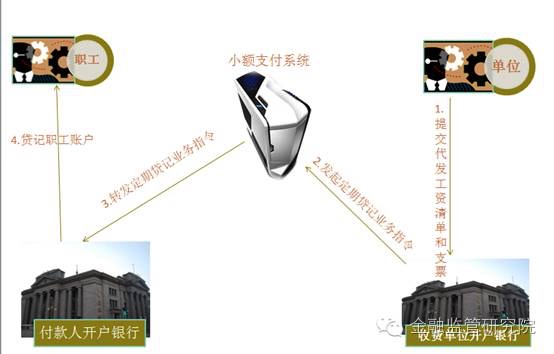 职工
小额支付系统
单位
4.贷记职工账户
3.转发定期贷记业务指令
2.发起定期贷记业务指令
1.提交代发工资清单和支票
付款人开户银行
收费单位开户银行
金融监管研究院